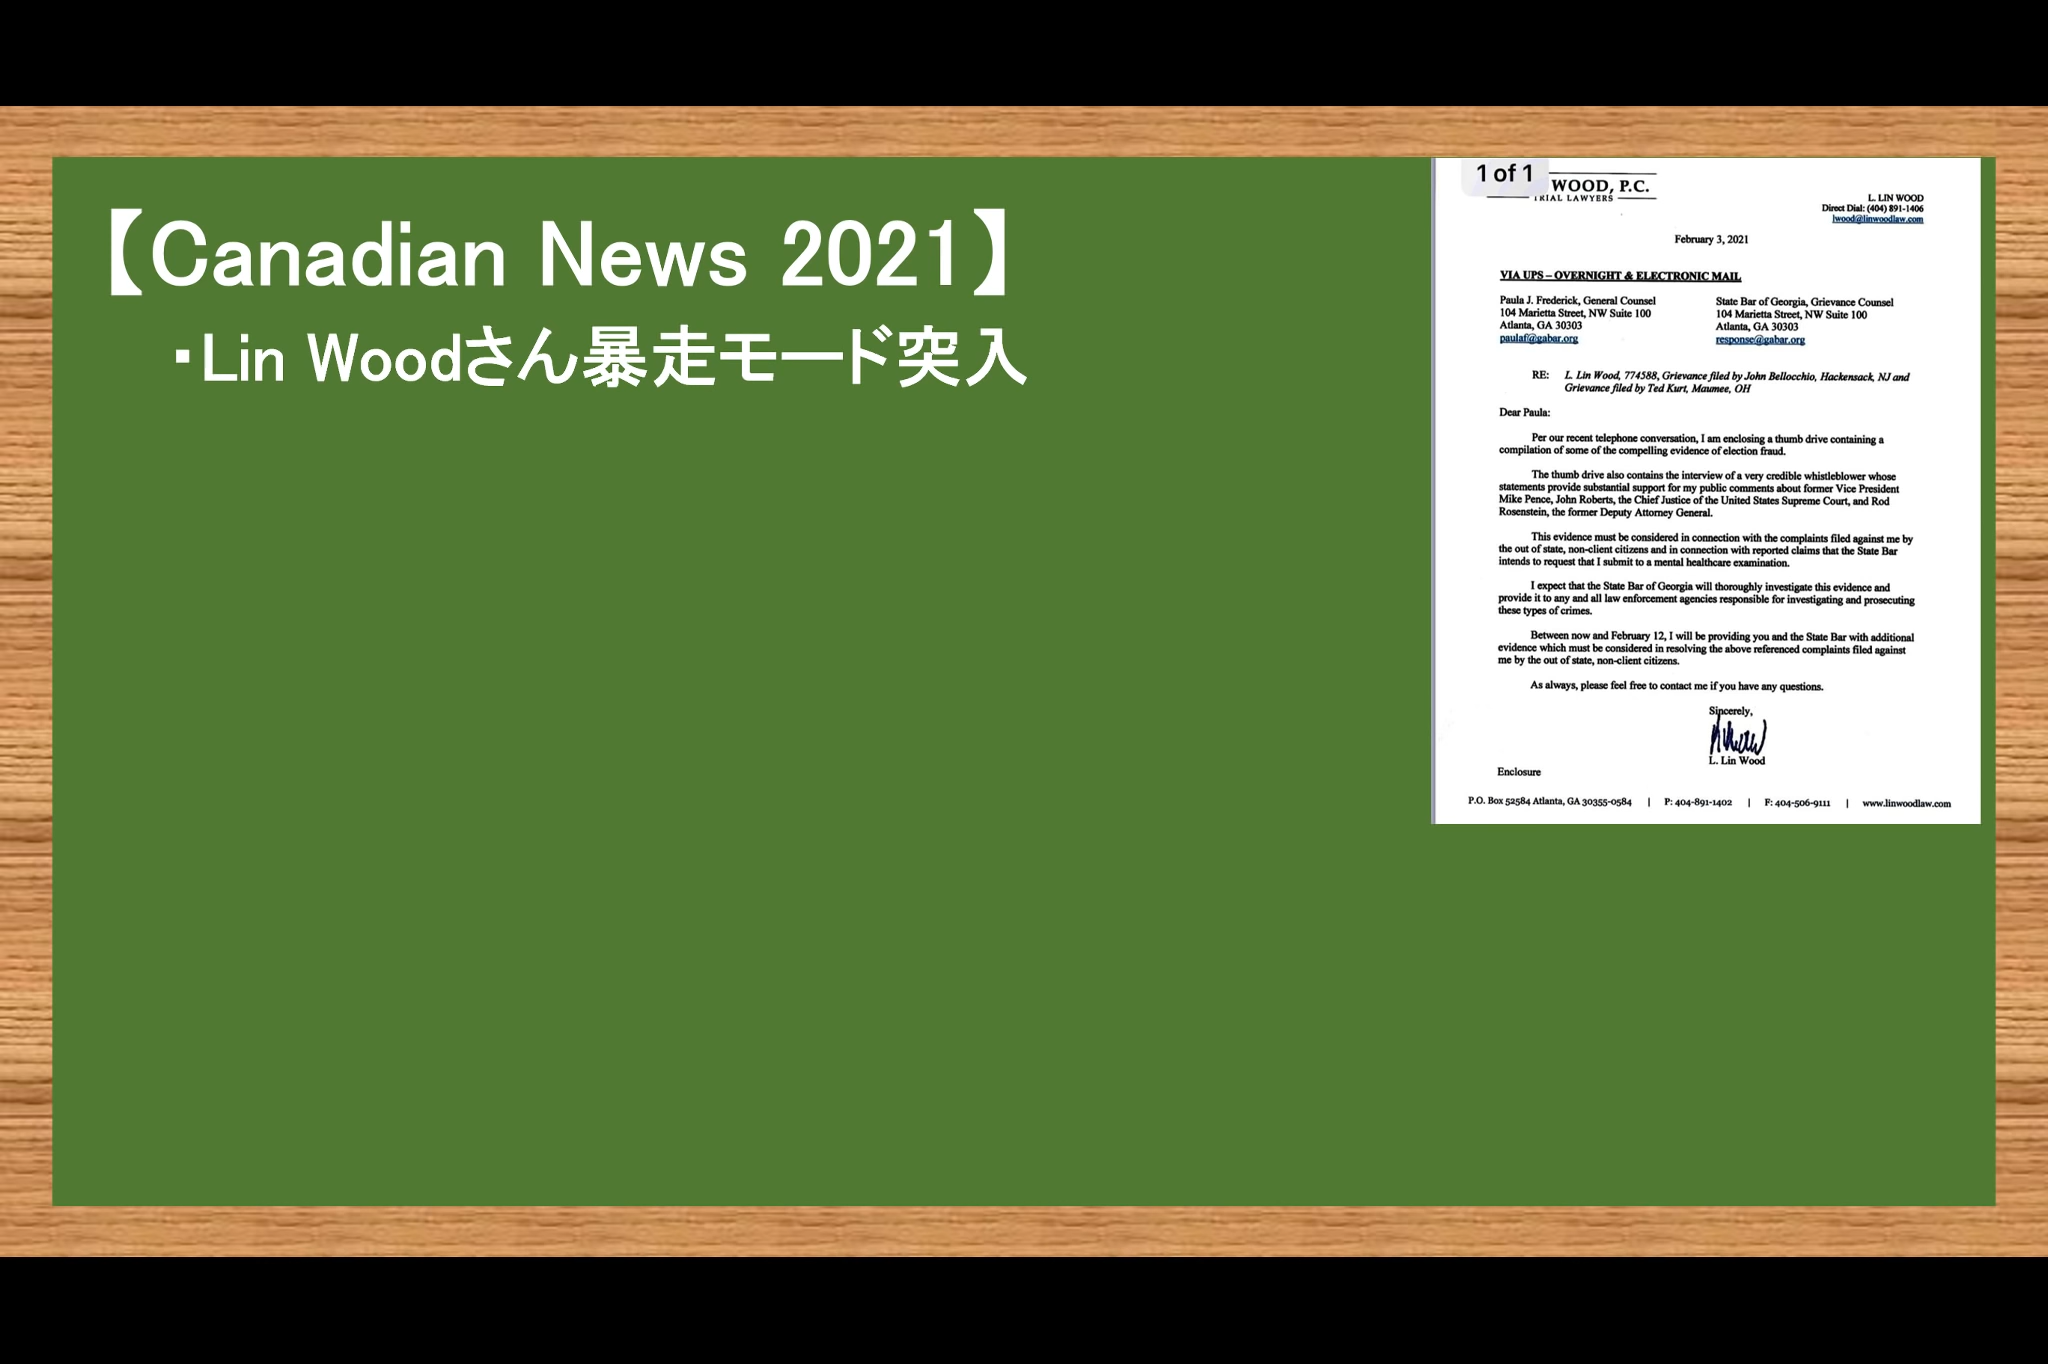 【Canadian News 2021】
・Lin Woodさん暴走モード突入
1 of 1
WOOD, P.C.
TRIAL LAWYERS
L. LIN WOOD
Direct Dial: (404) 891-1406
lwood@linwoodlaw.com
February 3, 2021
VIA UPS – OVERNIGHT & ELECTRONIC MAIL
Paula J. Frederick, General Counsel
104 Marietta Street, NW Suite 100
Atlanta, GA 30303
paulaf@gabar.org
State Bar of Georgia, Grievance Counsel
104 Marietta Street, NW Suite 100
Atlanta, GA 30303
response@gabar.org
RE: L. Lin Wood, 774588, Grievance filed by John Bellocchio, Hackensack, NJ and
Grievance filed by Ted Kurt, Maumee, OH
Dear Paula:
Per our recent telephone conversation, I am enclosing a thumb drive containing a
compilation of some of the compelling evidence of election fraud.
The thumb drive also contains the interview of a very credible whistleblower whose
statements provide substantial support for my public comments about former Vice President
Mike Pence, John Roberts, the Chief Justice of the United States Supreme Court, and Rod
Rosenstein, the former Deputy Attorney General.
This evidence must be considered in connection with the complaints filed against me by
the out of state, non-client citizens and in connection with reported claims that the State Bar
intends to request that I submit to a mental healthcare examination.
I expect that the State Bar of Georgia will thoroughly investigate this evidence and
provide it to any and all law enforcement agencies responsible for investigating and prosecuting
these types of crimes.
Between now and February 12, I will be providing you and the State Bar with additional
evidence which must be considered in resolving the above referenced complaints filed against
me by the out of state, non-client citizens.
As always, please feel free to contact me if you have any questions.
Sincerely,
L. Lin Wood
Enclosure
P.O. Box 52584 Atlanta, GA 30355-0584 | P: 404-891-1402 | F: 404-506-9111 | www.linwoodlaw.com